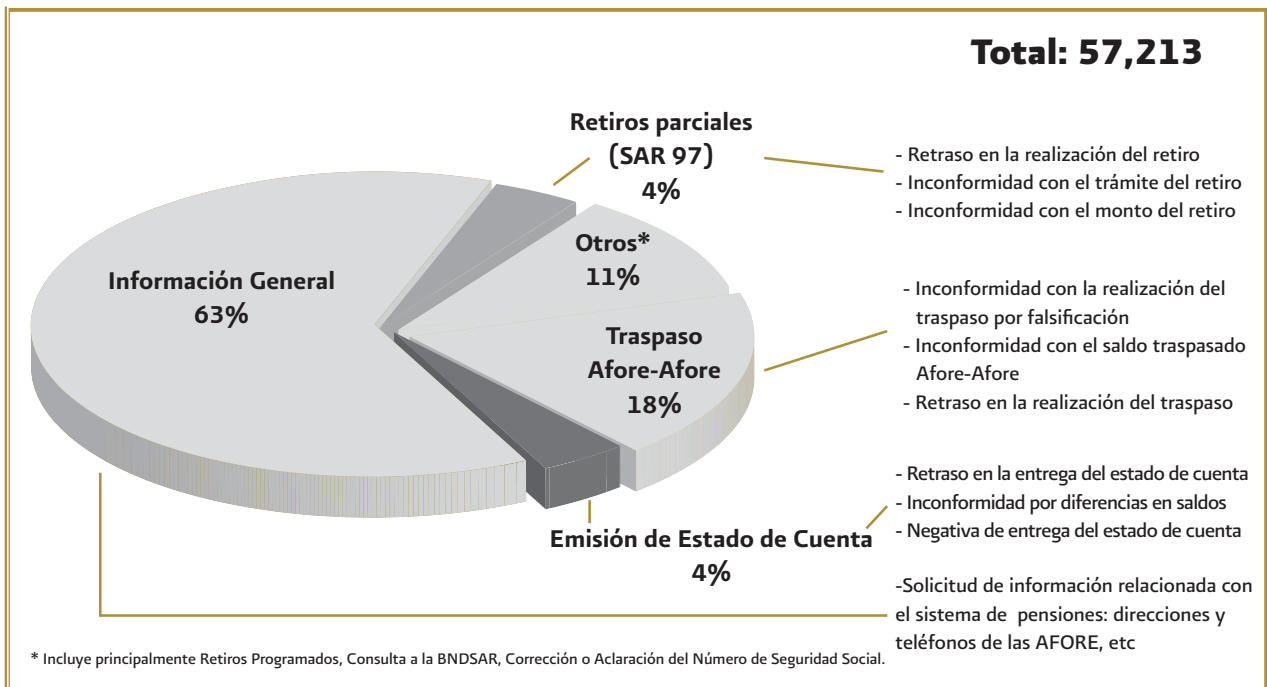 Total: 57,213
Retiros parciales
(SAR 97)
4%
- Retraso en la realización del retiro
- Inconformidad con el trámite del retiro
- Inconformidad con el monto del retiro
Otros*
11%
Información General
63%
Traspaso
Afore-Afore
18%
- Inconformidad con la realización del
traspaso por falsificación
- Inconformidad con el saldo traspasado
Afore-Afore
- Retraso en la realización del traspaso
Emisión de Estado de Cuenta
4%
- Retraso en la entrega del estado de cuenta
- Inconformidad por diferencias en saldos
- Negativa de entrega del estado de cuenta
-Solicitud de información relacionada con
el sistema de pensiones: direcciones y
teléfonos de las AFORE, etc
* Incluye principalmente Retiros Programados, Consulta a la BNDSAR, Corrección o Aclaración del Número de Seguridad Social.